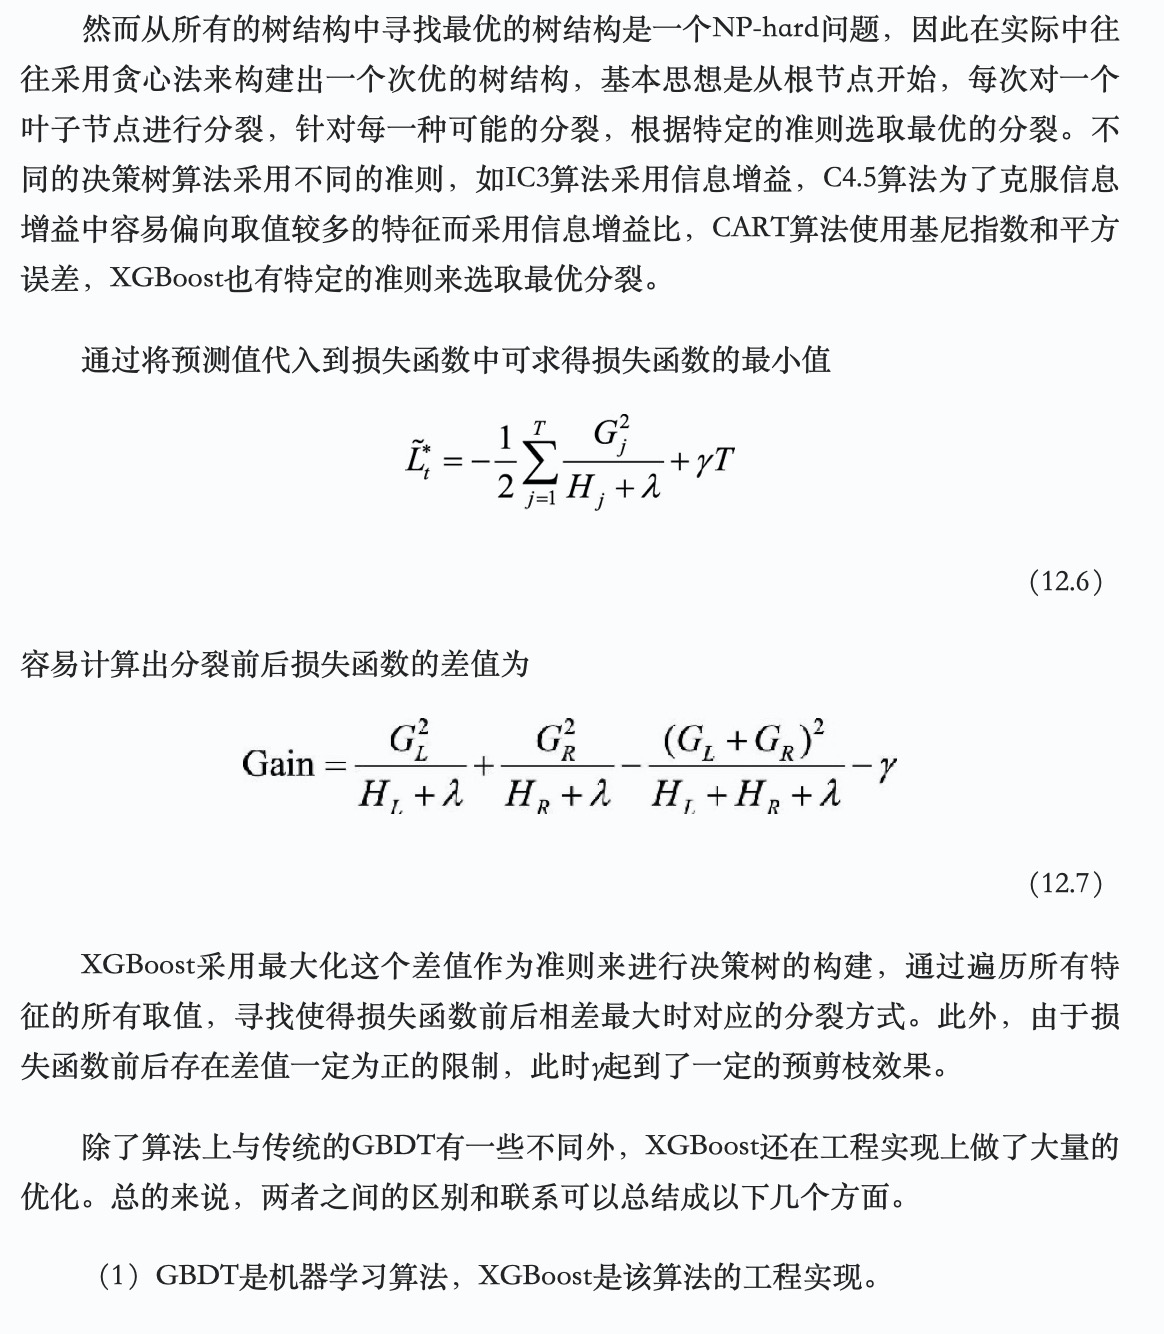 然而从所有的树结构中寻找最优的树结构是一个NP-hard问题，因此在实际中往
往采用贪心法来构建出一个次优的树结构，基本思想是从根节点开始，每次对一个
叶子节点进行分裂，针对每一种可能的分裂，根据特定的准则选取最优的分裂。不
同的决策树算法采用不同的准则，如IC3算法采用信息增益，C4.5算法为了克服信息
增益中容易偏向取值较多的特征而采用信息增益比，CART算法使用基尼指数和平方
误差，XGBoost也有特定的准则来选取最优分裂。
通过将预测值代入到损失函数中可求得损失函数的最小值
$\tilde{L}_t^* = -\frac{1}{2}\sum_{j=1}^{T}\frac{G_j^2}{H_j+\lambda}+\gamma T$
（12.6）
容易计算出分裂前后损失函数的差值为
$\text{Gain} = \frac{G_L^2}{H_L+\lambda}+\frac{G_R^2}{H_R+\lambda}-\frac{(G_L+G_R)^2}{H_L+H_R+\lambda}-\gamma$
（12.7）
XGBoost采用最大化这个差值作为准则来进行决策树的构建，通过遍历所有特
征的所有取值，寻找使得损失函数前后相差最大时对应的分裂方式。此外，由于损
失函数前后存在差值一定为正的限制，此时γ起到了一定的预剪枝效果。
除了算法上与传统的GBDT有一些不同外，XGBoost还在工程实现上做了大量的
优化。总的来说，两者之间的区别和联系可以总结成以下几个方面。
（1）GBDT是机器学习算法，XGBoost是该算法的工程实现。